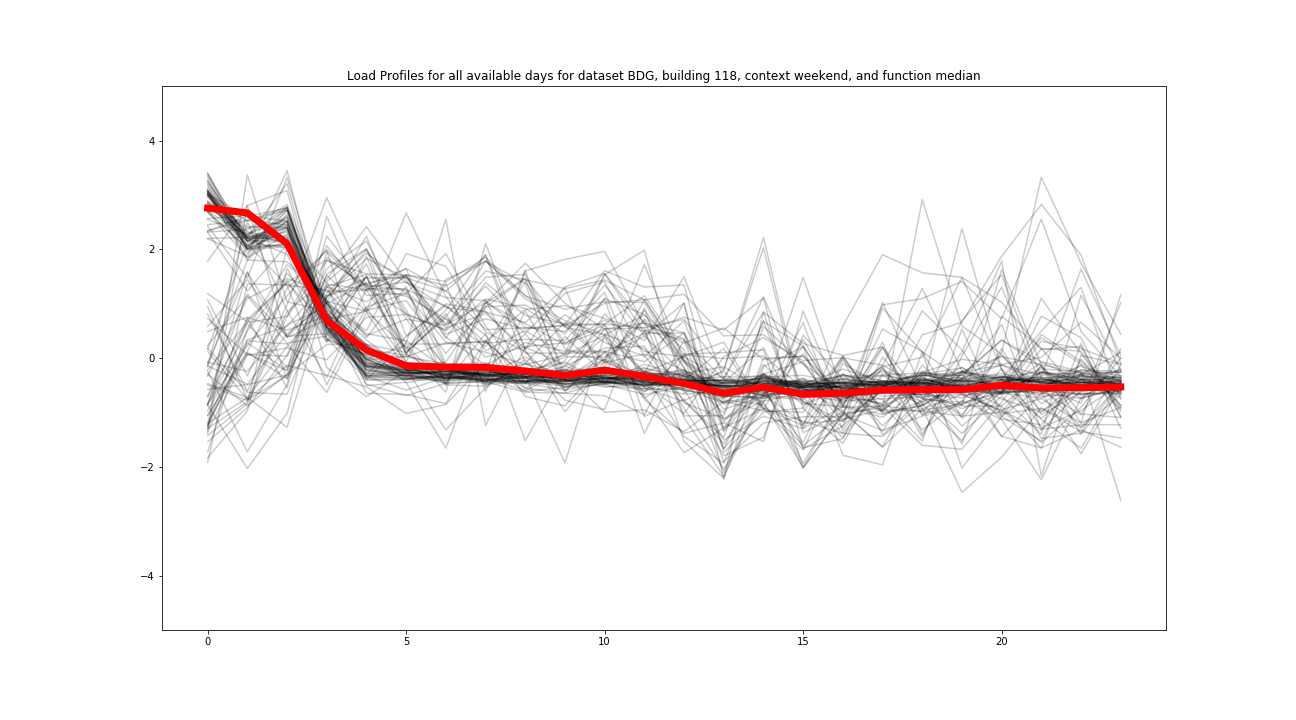 Load Profiles for all available days for dataset BDG, building 118, context weekend, and function median
4
2
0
−2
−4
0 5 10 15 20